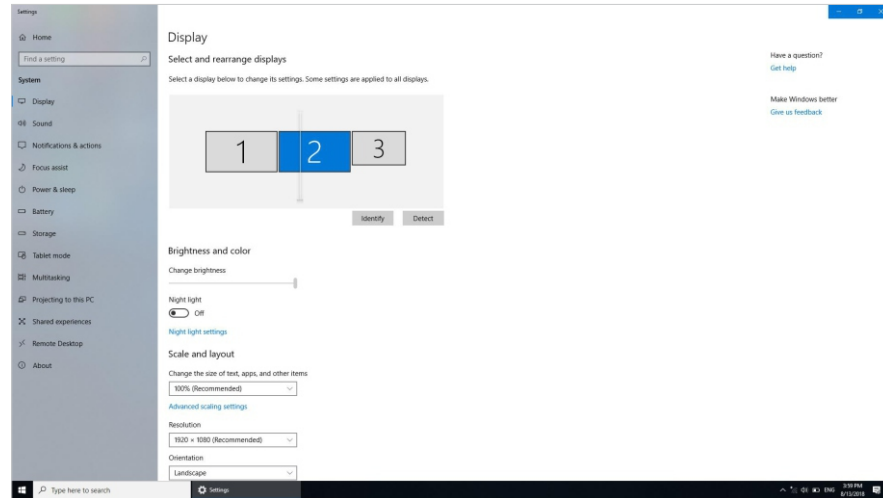 Settings
Home
Find a setting
System
Display
Sound
Notifications & actions
Focus assist
Power & sleep
Battery
Storage
Tablet mode
Multitasking
Projecting to this PC
Shared experiences
Remote Desktop
About
Display
Select and rearrange displays
Select a display below to change its settings. Some settings are applied to all displays.
1 2 3
Identify Detect
Brightness and color
Change brightness
Night light
Off
Night light settings
Scale and layout
Change the size of text, apps, and other items
100% (Recommended)
Advanced scaling settings
Resolution
1920 × 1080 (Recommended)
Orientation
Landscape
Have a question?
Get help
Make Windows better
Give us feedback
Type here to search
Settings
ENG
3:59 PM
8/13/2018